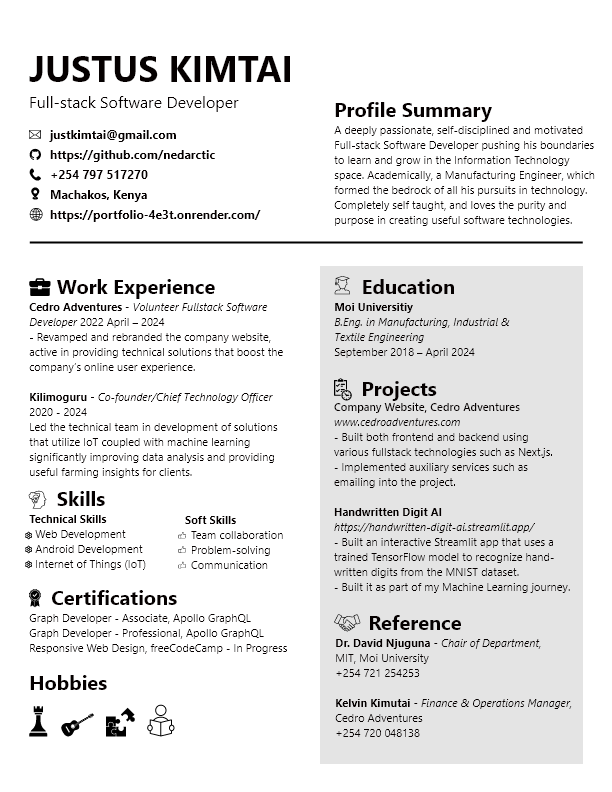 JUSTUS KIMTAI
Full-stack Software Developer
justkimtai@gmail.com
https://github.com/nedarctic
+254 797 517270
Machakos, Kenya
https://portfolio-4e3t.onrender.com/
Profile Summary
A deeply passionate, self-disciplined and motivated
Full-stack Software Developer pushing his boundaries
to learn and grow in the Information Technology
space. Academically, a Manufacturing Engineer, which
formed the bedrock of all his pursuits in technology.
Completely self taught, and loves the purity and
purpose in creating useful software technologies.
Work Experience
Cedro Adventures - Volunteer Fullstack Software
Developer 2022 April – 2024
- Revamped and rebranded the company website,
active in providing technical solutions that boost the
company's online user experience.
Kilimoguru - Co-founder/Chief Technology Officer
2020 - 2024
Led the technical team in development of solutions
that utilize IoT coupled with machine learning
significantly improving data analysis and providing
useful farming insights for clients.
Skills
Technical Skills
Web Development
Android Development
Internet of Things (IoT)
Soft Skills
Team collaboration
Problem-solving
Communication
Certifications
Graph Developer - Associate, Apollo GraphQL
Graph Developer - Professional, Apollo GraphQL
Responsive Web Design, freeCodeCamp - In Progress
Hobbies
Education
Moi Universitiy
B.Eng. in Manufacturing, Industrial &
Textile Engineering
September 2018 – April 2024
Projects
Company Website, Cedro Adventures
www.cedroadventures.com
- Built both frontend and backend using
various fullstack technologies such as Next.js.
- Implemented auxiliary services such as
emailing into the project.
Handwritten Digit AI
https://handwritten-digit-ai.streamlit.app/
- Built an interactive Streamlit app that uses a
trained TensorFlow model to recognize hand-
written digits from the MNIST dataset.
- Built it as part of my Machine Learning journey.
Reference
Dr. David Njuguna - Chair of Department,
MIT, Moi University
+254 721 254253
Kelvin Kimutai - Finance & Operations Manager,
Cedro Adventures
+254 720 048138